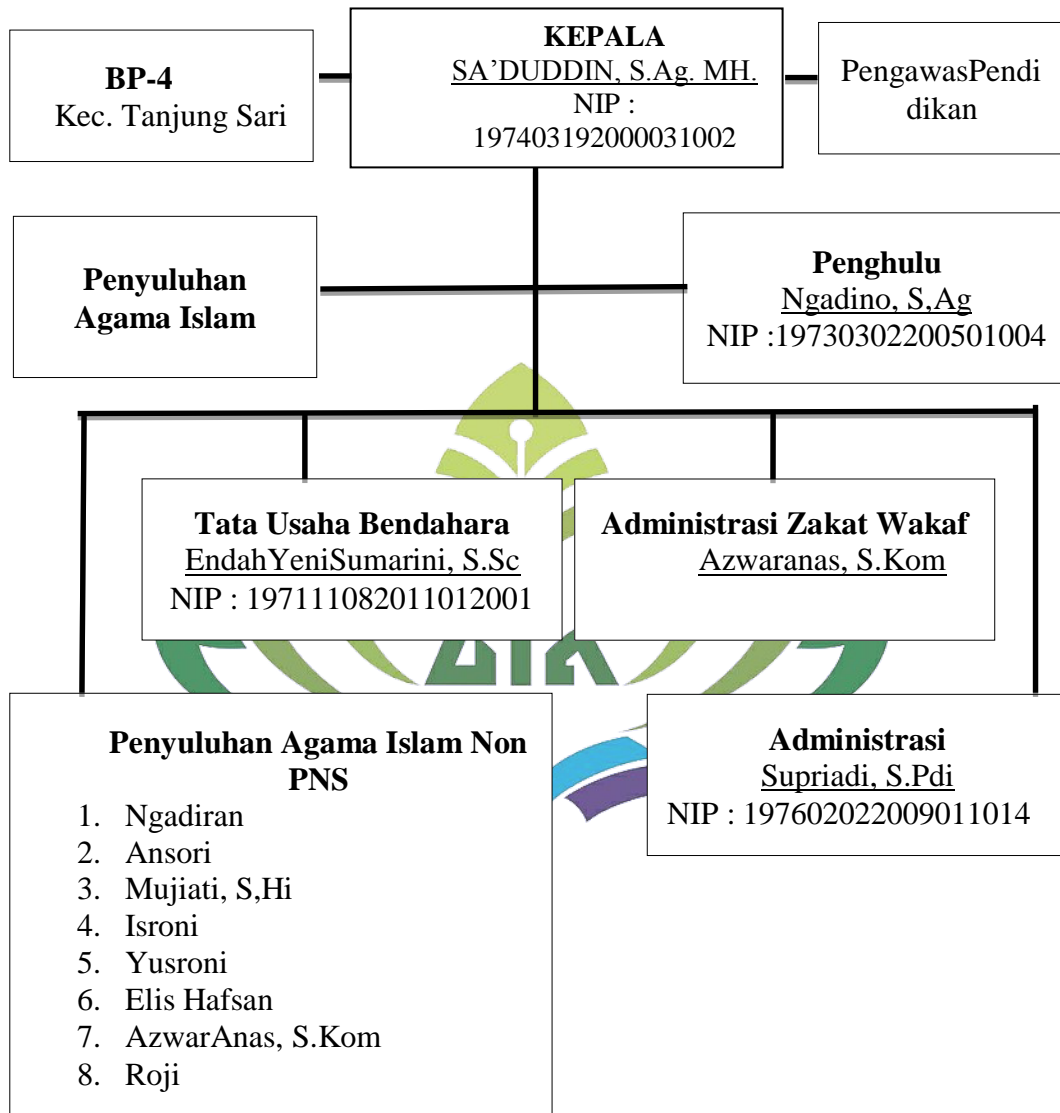 BP-4
Kec. Tanjung Sari
KEPALA
SA’DUDDIN, S.Ag. MH.
NIP :
197403192000031002
PengawasPendi
dikan
Penyuluhan
Agama Islam
Penghulu
Ngadino, S,Ag
NIP :19730302200501004
Tata Usaha Bendahara
EndahYeniSumarini, S.Sc
NIP : 197111082011012001
Administrasi Zakat Wakaf
Azwaranas, S.Kom
Penyuluhan Agama Islam Non
PNS
1. Ngadiran
2. Ansori
3. Mujiati, S,Hi
4. Isroni
5. Yusroni
6. Elis Hafsan
7. AzwarAnas, S.Kom
8. Roji
Administrasi
Supriadi, S.Pdi
NIP : 197602022009011014